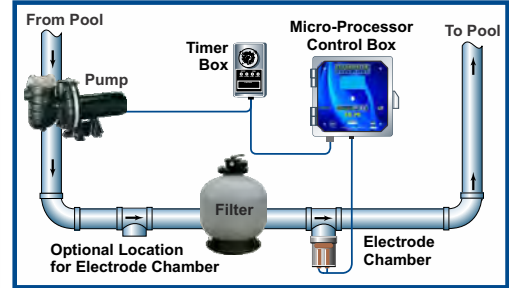 From Pool
To Pool
Micro-Processor
Control Box
Timer
Box
Pump
Filter
Optional Location
for Electrode Chamber
Electrode
Chamber